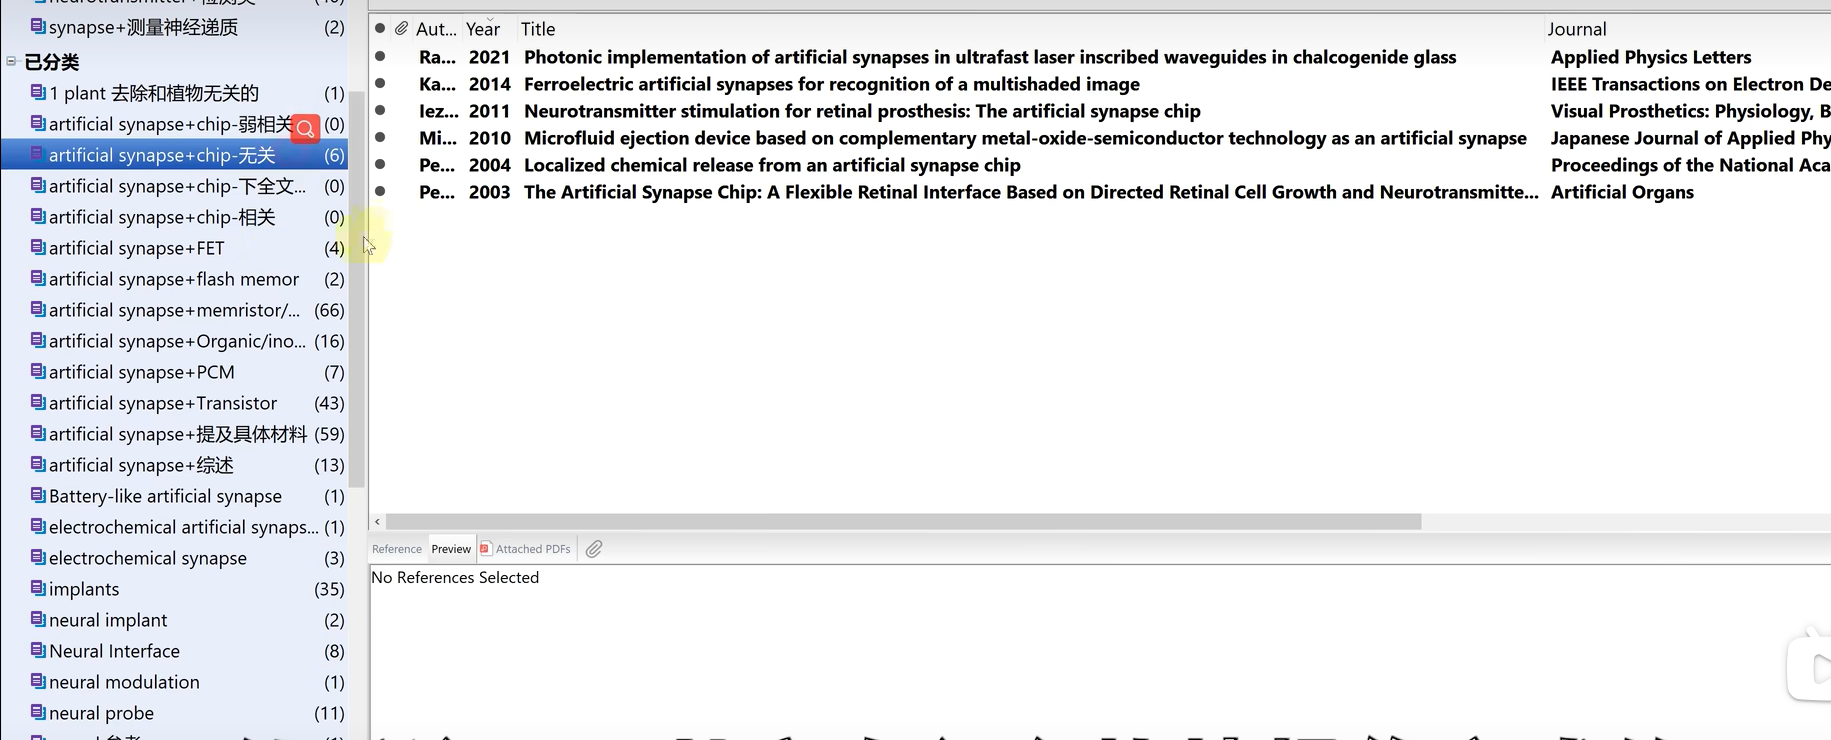 synapse+测量神经递质 (2)
已分类
1 plant 去除和植物无关的 (1)
artificial synapse+chip-弱相关 (0)
artificial synapse+chip-无关 (6)
artificial synapse+chip-下全文... (0)
artificial synapse+chip-相关 (0)
artificial synapse+FET (4)
artificial synapse+flash memor (2)
artificial synapse+memristor/... (66)
artificial synapse+Organic/ino... (16)
artificial synapse+PCM (7)
artificial synapse+Transistor (43)
artificial synapse+提及具体材料 (59)
artificial synapse+综述 (13)
Battery-like artificial synapse (1)
electrochemical artificial synaps... (1)
electrochemical synapse (3)
implants (35)
neural implant (2)
Neural Interface (8)
neural modulation (1)
neural probe (11)
Aut... Year Title Journal
Ra... 2021 Photonic implementation of artificial synapses in ultrafast laser inscribed waveguides in chalcogenide glass Applied Physics Letters
Ka... 2014 Ferroelectric artificial synapses for recognition of a multishaded image IEEE Transactions on Electron De
Iez... 2011 Neurotransmitter stimulation for retinal prosthesis: The artificial synapse chip Visual Prosthetics: Physiology, B
Mi... 2010 Microfluid ejection device based on complementary metal-oxide-semiconductor technology as an artificial synapse Japanese Journal of Applied Phy
Pe... 2004 Localized chemical release from an artificial synapse chip Proceedings of the National Aca
Pe... 2003 The Artificial Synapse Chip: A Flexible Retinal Interface Based on Directed Retinal Cell Growth and Neurotransmitte... Artificial Organs
Reference Preview Attached PDFs
No References Selected